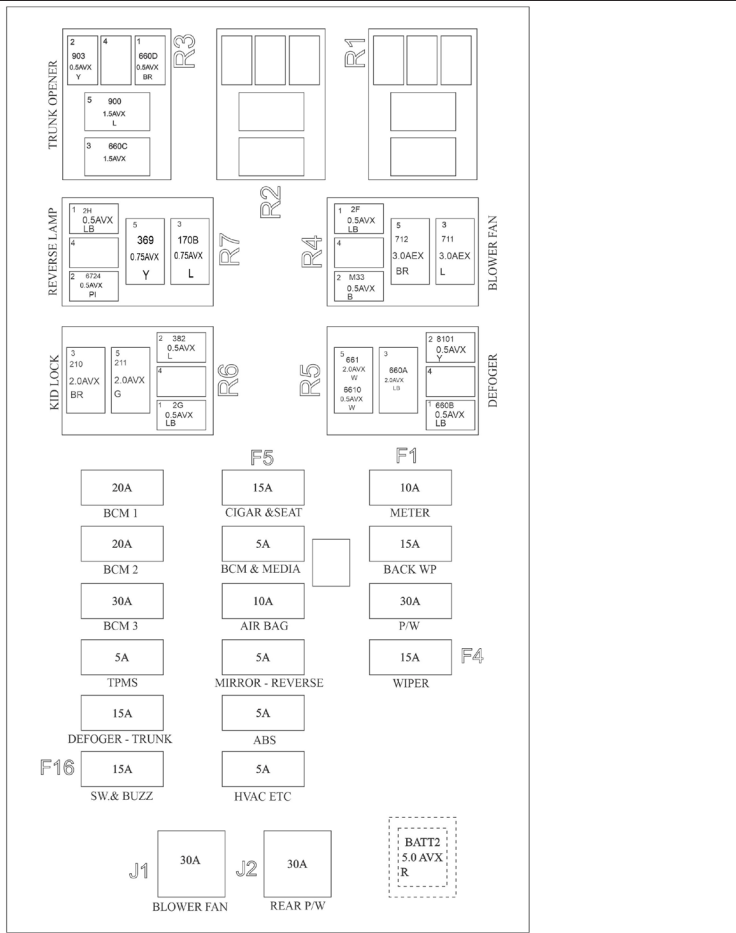 TRUNK OPENER
2
903
0.5AVX
Y
4
1
660D
0.5AVX
BR
5 900
1.5AVX
L
3 660C
1.5AVX
R3
R2
R1
REVERSE LAMP
1 2H
0.5AVX
LB
4
2 6724
0.5AVX
PI
5
369
0.75AVX
Y
3
170B
0.75AVX
L
R7
R4
1 2F
0.5AVX
LB
4
2 M33
0.5AVX
B
5
712
3.0AEX
BR
3
711
3.0AEX
L
BLOWER FAN
KID LOCK
3
210
2.0AVX
BR
5
211
2.0AVX
G
2 382
0.5AVX
L
4
1 2G
0.5AVX
LB
R6
R5
5
661
2.0AVX
W
6610
0.5AVX
W
3
660A
2.0AVX
LB
2 8101
0.5AVX
Y
4
1 660B
0.5AVX
LB
DEFOGER
F5
F1
20A
BCM 1
15A
CIGAR &SEAT
10A
METER
20A
BCM 2
5A
BCM & MEDIA
15A
BACK WP
30A
BCM 3
10A
AIR BAG
30A
P/W
5A
TPMS
5A
MIRROR - REVERSE
15A
WIPER
F4
15A
DEFOGER - TRUNK
5A
ABS
F16
15A
SW.& BUZZ
5A
HVAC ETC
J1
30A
BLOWER FAN
J2
30A
REAR P/W
BATT2
5.0 AVX
R